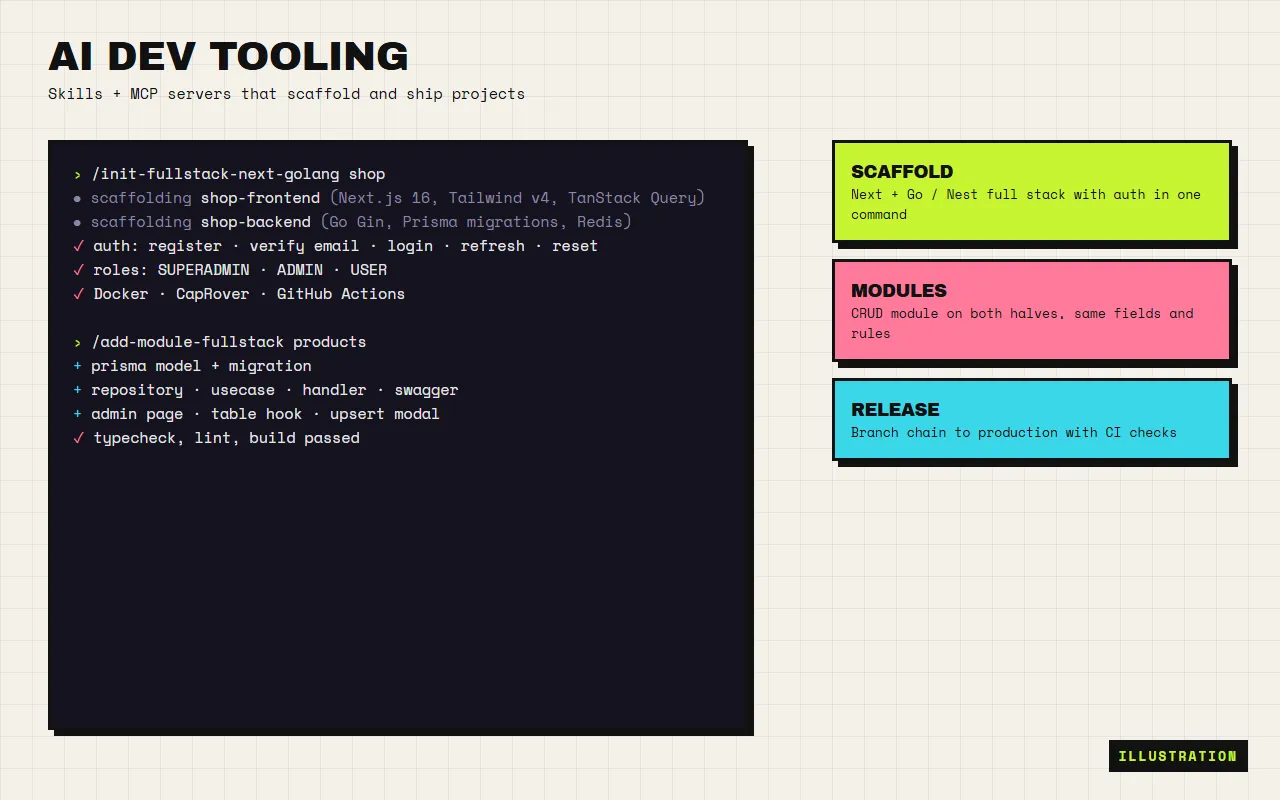 AI DEV TOOLING
Skills + MCP servers that scaffold and ship projects
› /init-fullstack-next-golang shop
● scaffolding shop-frontend (Next.js 16, Tailwind v4, TanStack Query)
● scaffolding shop-backend (Go Gin, Prisma migrations, Redis)
✓ auth: register · verify email · login · refresh · reset
✓ roles: SUPERADMIN · ADMIN · USER
✓ Docker · CapRover · GitHub Actions
› /add-module-fullstack products
+ prisma model + migration
+ repository · usecase · handler · swagger
+ admin page · table hook · upsert modal
✓ typecheck, lint, build passed
SCAFFOLD
Next + Go / Nest full stack with auth in one
command
MODULES
CRUD module on both halves, same fields and
rules
RELEASE
Branch chain to production with CI checks
ILLUSTRATION